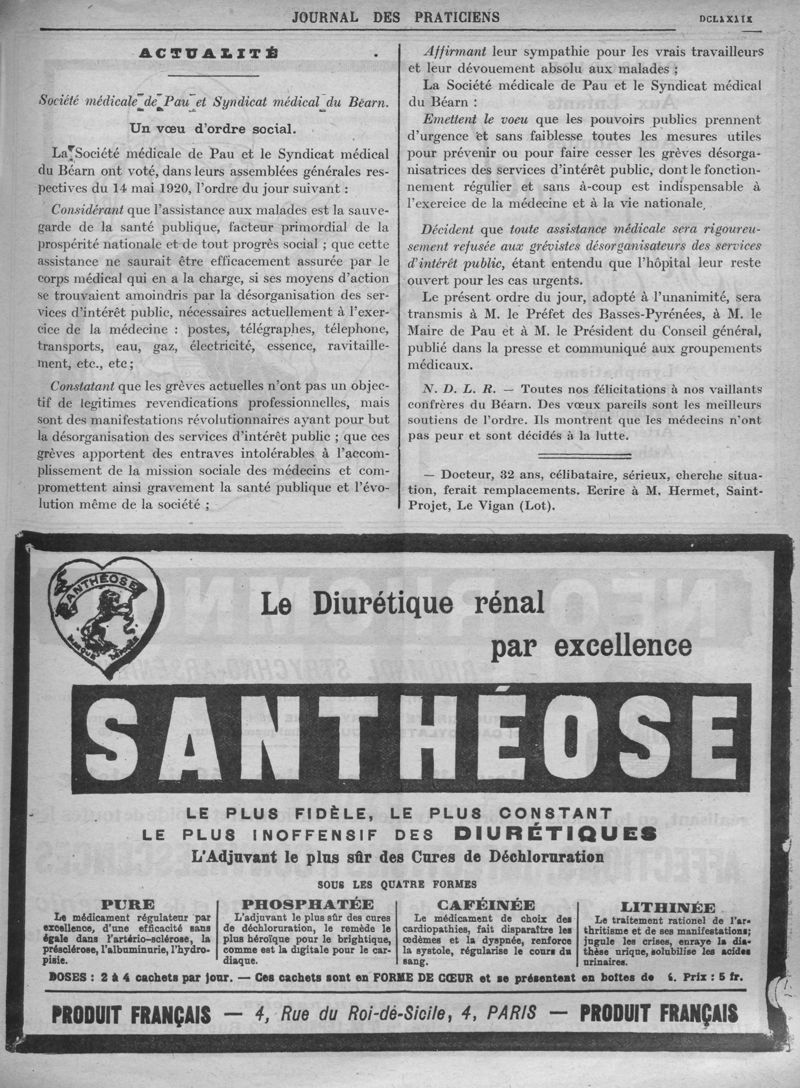 JOURNAL DES PRATICIENS
ACTUALITÉ
Société médicale de Pau et Syndicat médical du Béarn.
Un vœu d'ordre social.
La Société médicale de Pau et le Syndicat médical
du Béarn ont voté, dans leurs assemblées générales res-
pectives du 14 mai 1920, l'ordre du jour suivant :
Considérant que l'assistance aux malades est la sauve-
garde de la santé publique, facteur primordial de la
prospérité nationale et de tout progrès social ; que cette
assistance ne saurait être efficacement assurée par le
corps médical qui en a la charge, si ses moyens d'action
se trouvaient amoindris par la désorganisation des ser-
vices d'intérêt public, nécessaires actuellement à l'exer-
cice de la médecine : postes, télégraphes, téléphone,
transports, eau, gaz, électricité, essence, ravitaille-
ment, etc., etc ;
Constatant que les grèves actuelles n'ont pas un objec-
tif de legitimes revendications professionnelles, mais
sont des manifestations révolutionnaires ayant pour but
la désorganisation des services d'intérêt public ; que ces
grèves apportent des entraves intolérables à l'accom-
plissement de la mission sociale des médecins et com-
promettent ainsi gravement la santé publique et l'évo-
lution même de la société ;
Affirmant leur sympathie pour les vrais travailleurs
et leur dévouement absolu aux malades ;
La Société médicale de Pau et le Syndicat médical
du Béarn :
Emettent le voeu que les pouvoirs publics prennent
d'urgence et sans faiblesse toutes les mesures utiles
pour prévenir ou pour faire cesser les grèves désorga-
nisatrices des services d'intérêt public, dont le fonction-
nement régulier et sans à-coup est indispensable à
l'exercice de la médecine et à la vie nationale.
Décident que toute assistance médicale sera rigoureu-
sement refusée aux grévistes désorganisateurs des services
d'intérêt public, étant entendu que l'hôpital leur reste
ouvert pour les cas urgents.
Le présent ordre du jour, adopté à l'unanimité, sera
transmis à M. le Préfet des Basses-Pyrénées, à M. le
Maire de Pau et à M. le Président du Conseil général,
publié dans la presse et communiqué aux groupements
médicaux.
N. D. L. R. — Toutes nos félicitations à nos vaillants
confrères du Béarn. Des vœux pareils sont les meilleurs
soutiens de l'ordre. Ils montrent que les médecins n'ont
pas peur et sont décidés à la lutte.
— Docteur, 32 ans, célibataire, sérieux, cherche situa-
tion, ferait remplacements. Ecrire à M. Hermet, Saint-
Projet, Le Vigan (Lot).
SANTHÉOSE
Le Diurétique rénal
par excellence
SANTHÉOSE
LE PLUS FIDÈLE, LE PLUS CONSTANT
LE PLUS INOFFENSIF DES DIURÉTIQUES
L'Adjuvant le plus sûr des Cures de Déchloruration
SOUS LES QUATRE FORMES
PURE
Le médicament régulateur par
excellence, d'une efficacité sans
égale dans l'artério-sclérose, la
présclérose, l'albuminurie, l'hydro-
pisie.
PHOSPHATÉE
L'adjuvant le plus sûr des cures
de déchloruration, le remède le
plus héroïque pour le brightique,
comme est la digitale pour le car-
diaque.
CAFÉINÉE
Le médicament de choix des
cardiopathies, fait disparaître les
œdèmes et la dyspnée, renforce
la systole, régularise le cours du
sang.
LITHINÉE
Le traitement rationel de l'ar-
thritisme et de ses manifestations;
jugule les crises, enraye la dia-
thèse urique, solubilise les acides
urinaires.
DOSES : 2 à 4 cachets par jour. — Ces cachets sont en FORME DE CŒUR et se présentent en boîtes de Prix : 5 fr.
PRODUIT FRANÇAIS — 4, Rue du Roi-de-Sicile, 4, PARIS — PRODUIT FRANÇAIS